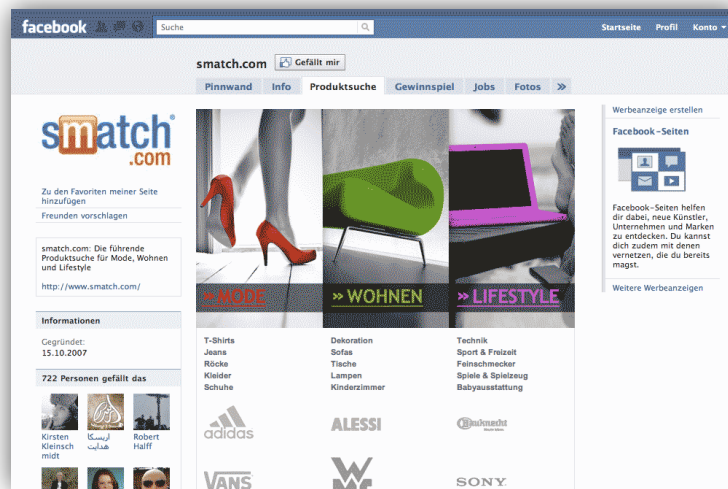 facebook
Suche
Startseite Profil Konto
smatch.com Gefällt mir
Pinnwand Info Produktsuche Gewinnspiel Jobs Fotos »
smatch
.com
Zu den Favoriten meiner Seite
hinzufügen
Freunden vorschlagen
smatch.com: Die führende
Produktsuche für Mode, Wohnen
und Lifestyle
http://www.smatch.com/
Informationen
Gegründet:
15.10.2007
722 Personen gefällt das
Kirsten
Kleinsch
midt
اريسكا
هدايت
Robert
Halff
» MODE
» WOHNEN
» LIFESTYLE
T-Shirts
Jeans
Röcke
Kleider
Schuhe
Dekoration
Sofas
Tische
Lampen
Kinderzimmer
Technik
Sport & Freizeit
Feinschmecker
Spiele & Spielzeug
Babyausstattung
adidas
ALESSI
Bauknecht
VANS
SONY
Werbeanzeige erstellen
Facebook-Seiten
Facebook-Seiten helfen
dir dabei, neue Künstler,
Unternehmen und Marken
zu entdecken. Du kannst
dich zudem mit denen
vernetzen, die du bereits
magst.
Weitere Werbeanzeigen